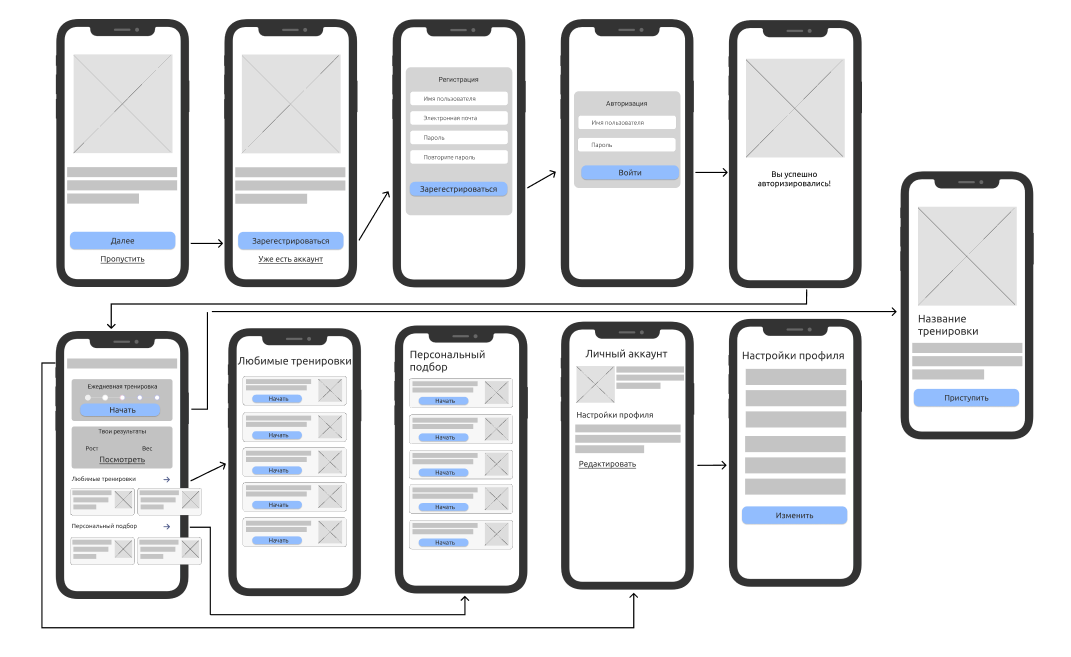 Далее
Пропустить
Зарегестрироваться
Уже есть аккаунт
Регистрация
Имя пользователя
Электронная почта
Пароль
Повторите пароль
Зарегестрироваться
Авторизация
Имя пользователя
Пароль
Войти
Вы успешно
авторизировались!
Название
тренировки
Приступить
Ежедневная тренировка
Начать
Твои результаты
Рост
Вес
Посмотреть
Любимые тренировки
Персональный подбор
Любимые тренировки
Начать
Начать
Начать
Начать
Начать
Персональный
подбор
Начать
Начать
Начать
Начать
Начать
Личный аккаунт
Настройки профиля
Редактировать
Настройки профиля
Изменить